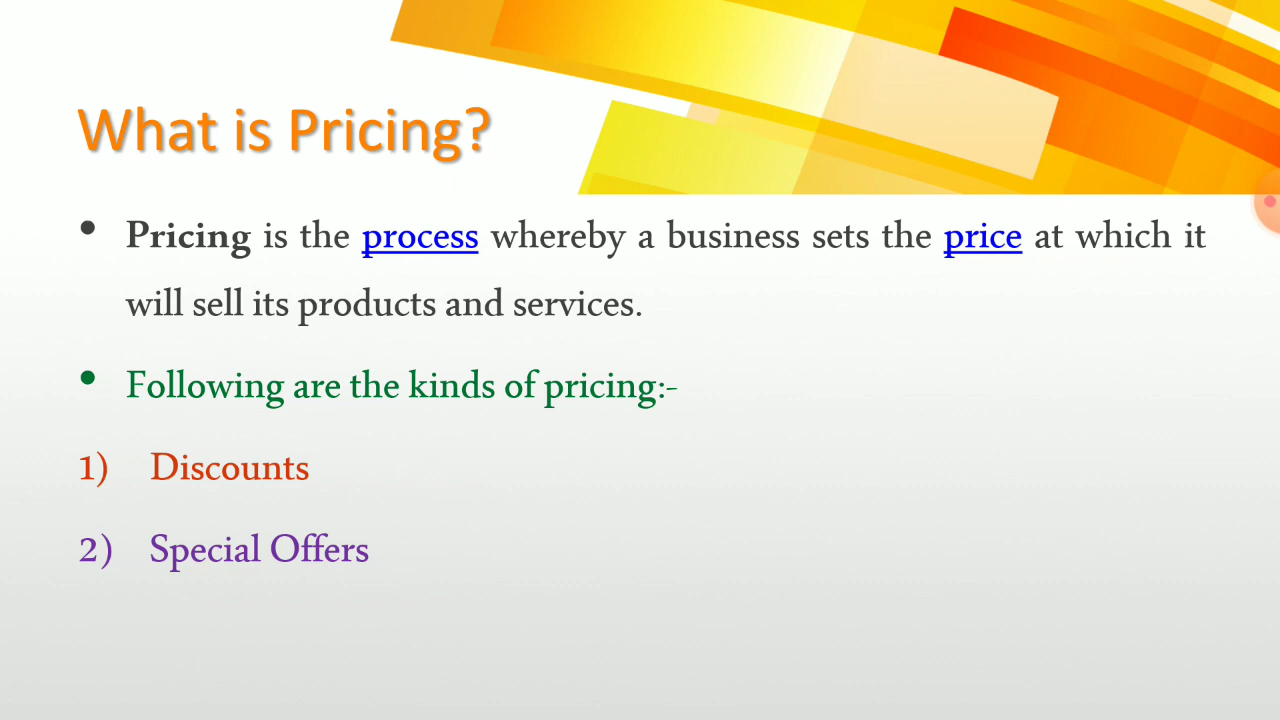 What is Pricing?
• Pricing is the process whereby a business sets the price at which it
will sell its products and services.
• Following are the kinds of pricing:-
1) Discounts
2) Special Offers